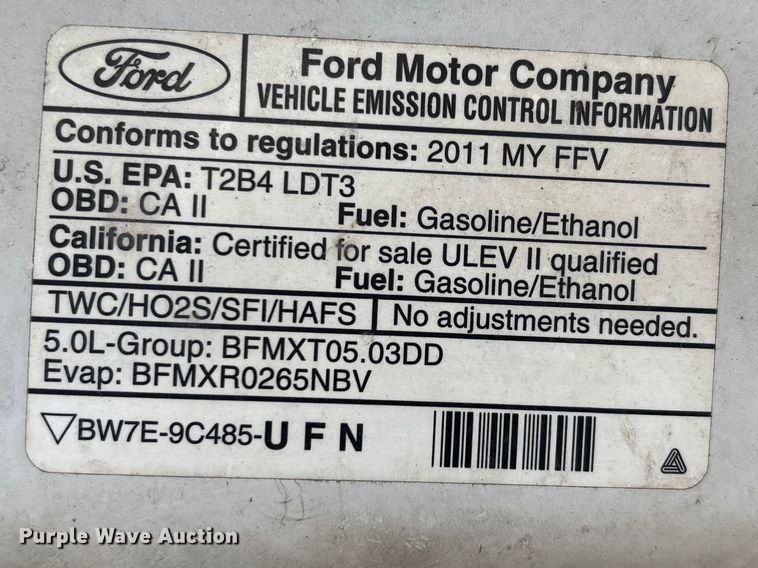 Ford
Ford Motor Company
VEHICLE EMISSION CONTROL INFORMATION
Conforms to regulations: 2011 MY FFV
U.S. EPA: T2B4 LDT3
OBD: CA II Fuel: Gasoline/Ethanol
California: Certified for sale ULEV II qualified
OBD: CA II Fuel: Gasoline/Ethanol
TWC/HO2S/SFI/HAFS No adjustments needed.
5.0L-Group: BFMXT05.03DD
Evap: BFMXR0265NBV
▽BW7E-9C485-U F N
Purple Wave Auction